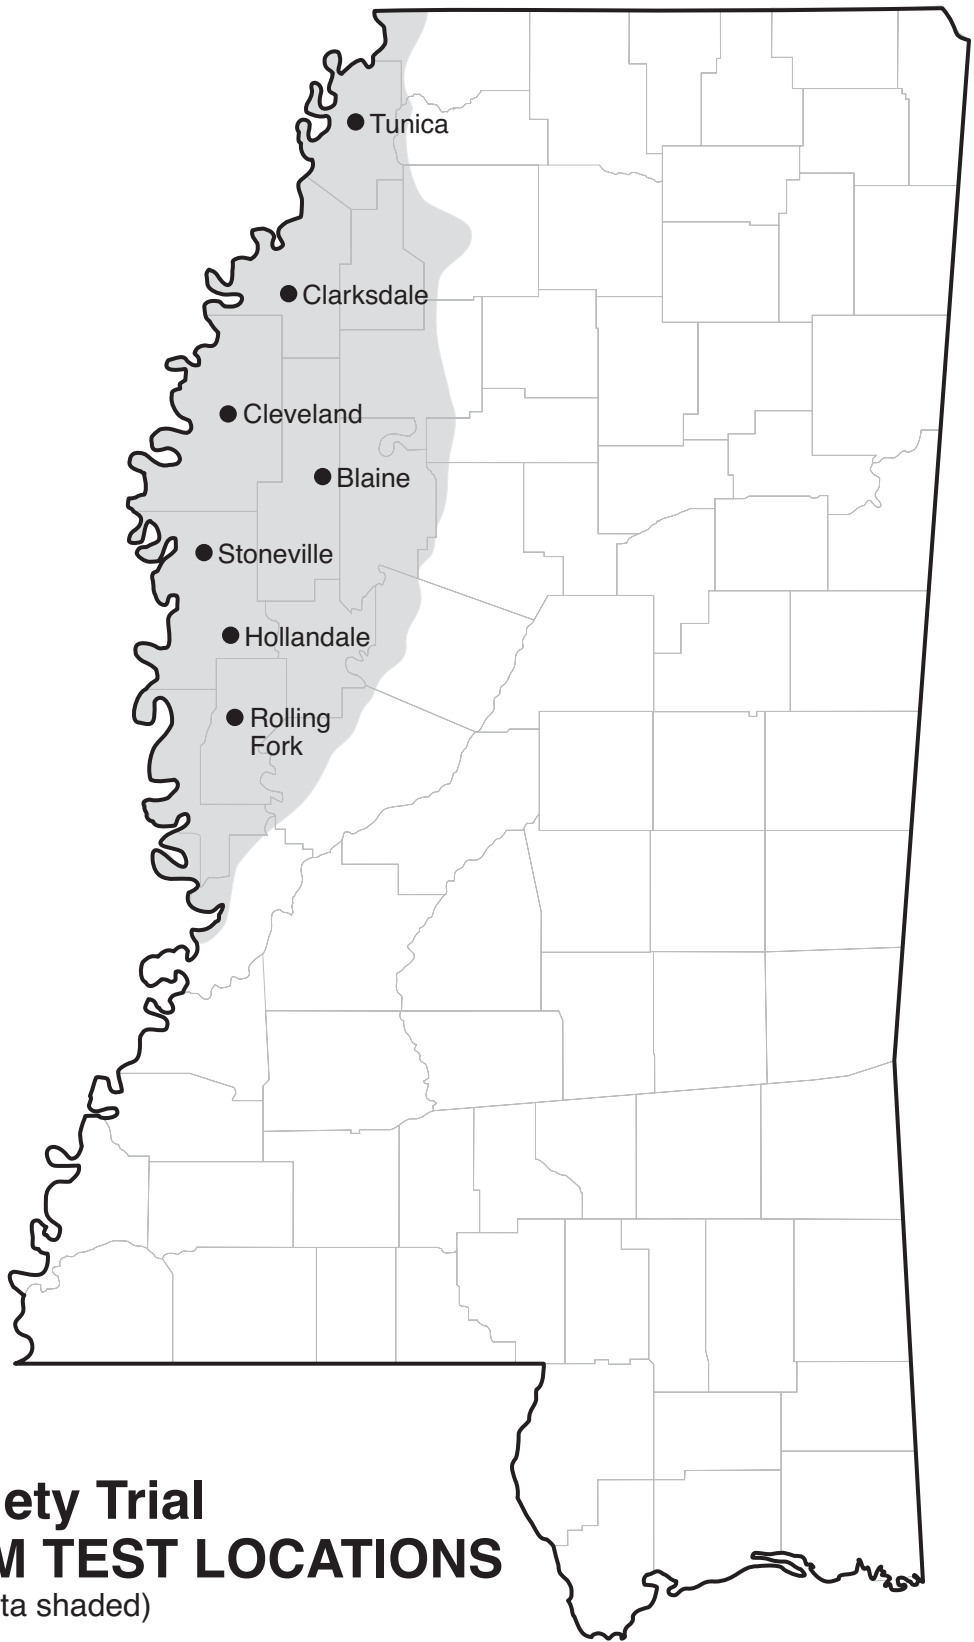 Tunica
Clarksdale
Cleveland
Blaine
Stoneville
Hollandale
Rolling
Fork
ety Trial
M TEST LOCATIONS
ta shaded)